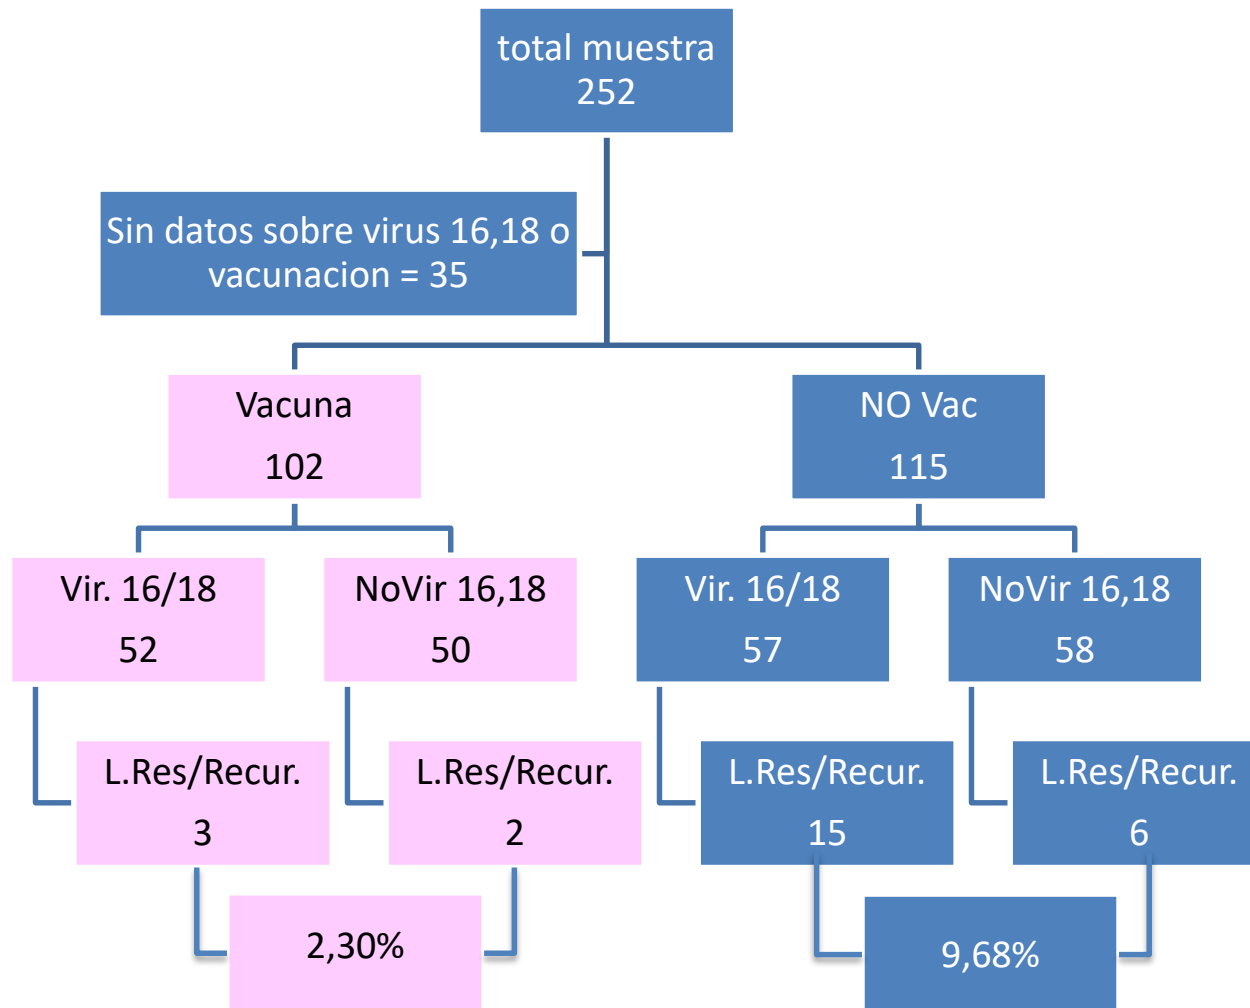 total muestra
252
Sin datos sobre virus 16,18 o
vacunacion = 35
Vacuna
102
NO Vac
115
Vir. 16/18
52
NoVir 16,18
50
Vir. 16/18
57
NoVir 16,18
58
L.Res/Recur.
3
L.Res/Recur.
2
L.Res/Recur.
15
L.Res/Recur.
6
2,30%
9,68%